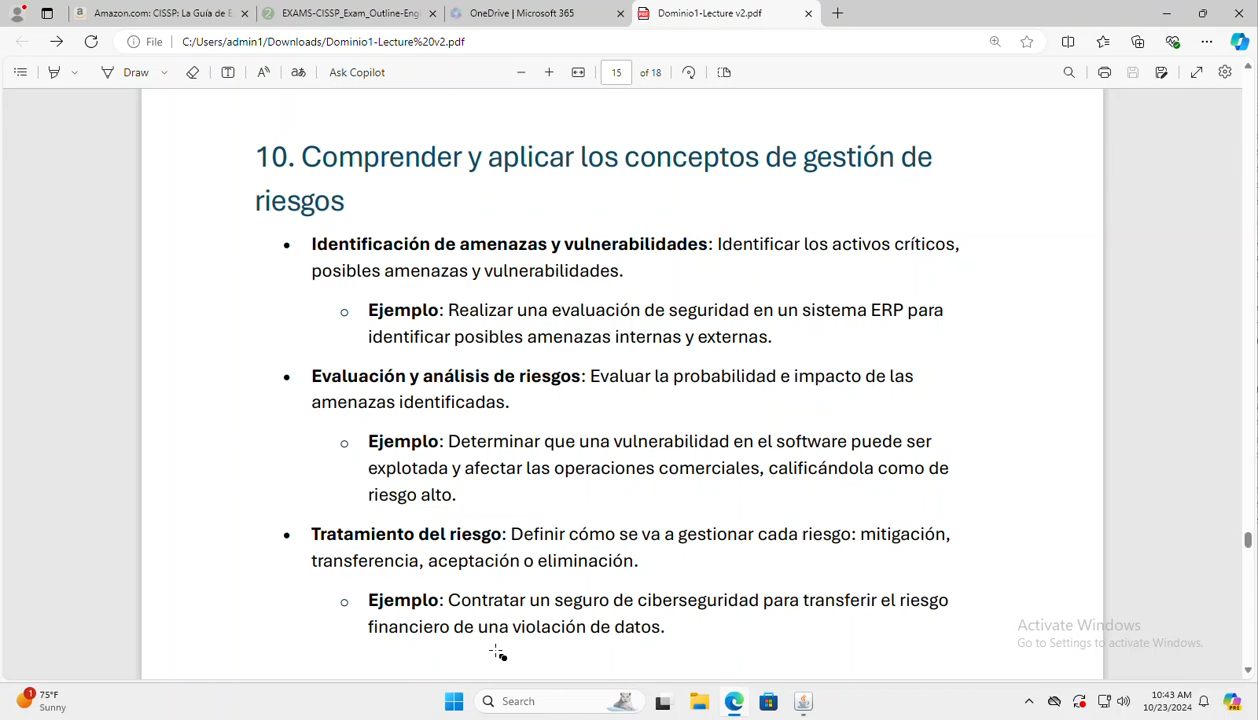 Amazon.com: CISSP: La Guía de E
EXAMS-CISSP_Exam_Outline-Eng
OneDrive | Microsoft 365
Dominio1-Lecture v2.pdf
File
C:/Users/admin1/Downloads/Dominio1-Lecture%20v2.pdf
Draw
Ask Copilot
15
of 18
10. Comprender y aplicar los conceptos de gestión de
riesgos
• Identificación de amenazas y vulnerabilidades: Identificar los activos críticos,
posibles amenazas y vulnerabilidades.
o Ejemplo: Realizar una evaluación de seguridad en un sistema ERP para
identificar posibles amenazas internas y externas.
• Evaluación y análisis de riesgos: Evaluar la probabilidad e impacto de las
amenazas identificadas.
o Ejemplo: Determinar que una vulnerabilidad en el software puede ser
explotada y afectar las operaciones comerciales, calificándola como de
riesgo alto.
• Tratamiento del riesgo: Definir cómo se va a gestionar cada riesgo: mitigación,
transferencia, aceptación o eliminación.
o Ejemplo: Contratar un seguro de ciberseguridad para transferir el riesgo
financiero de una violación de datos.
Activate Windows
Go to Settings to activate Windows.
1
75°F
Sunny
Search
10:43 AM
10/23/2024